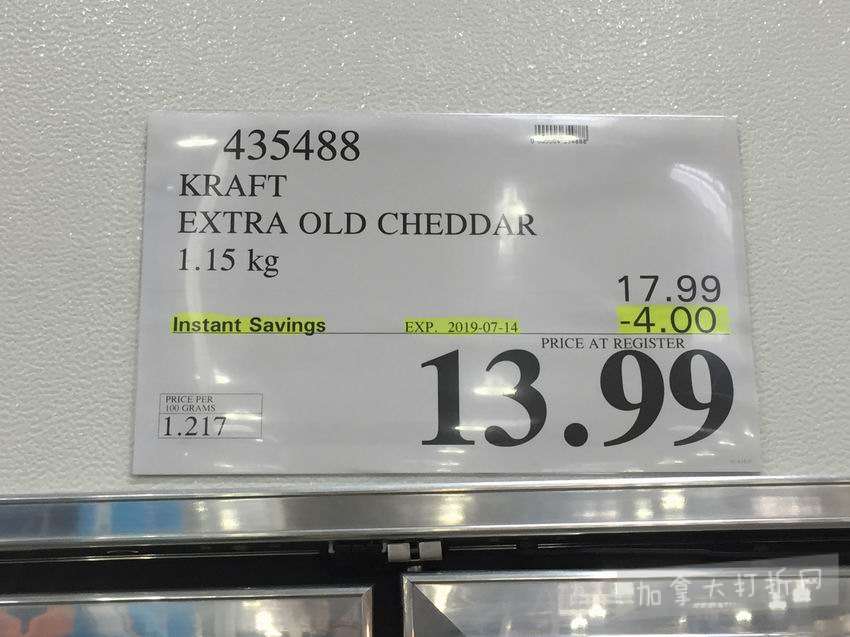 435488
KRAFT
EXTRA OLD CHEDDAR
1.15 kg
17.99
Instant Savings EXP. 2019-07-14 -4.00
PRICE AT REGISTER
13.99
PRICE PER
100 GRAMS
1.217
加拿大打折网